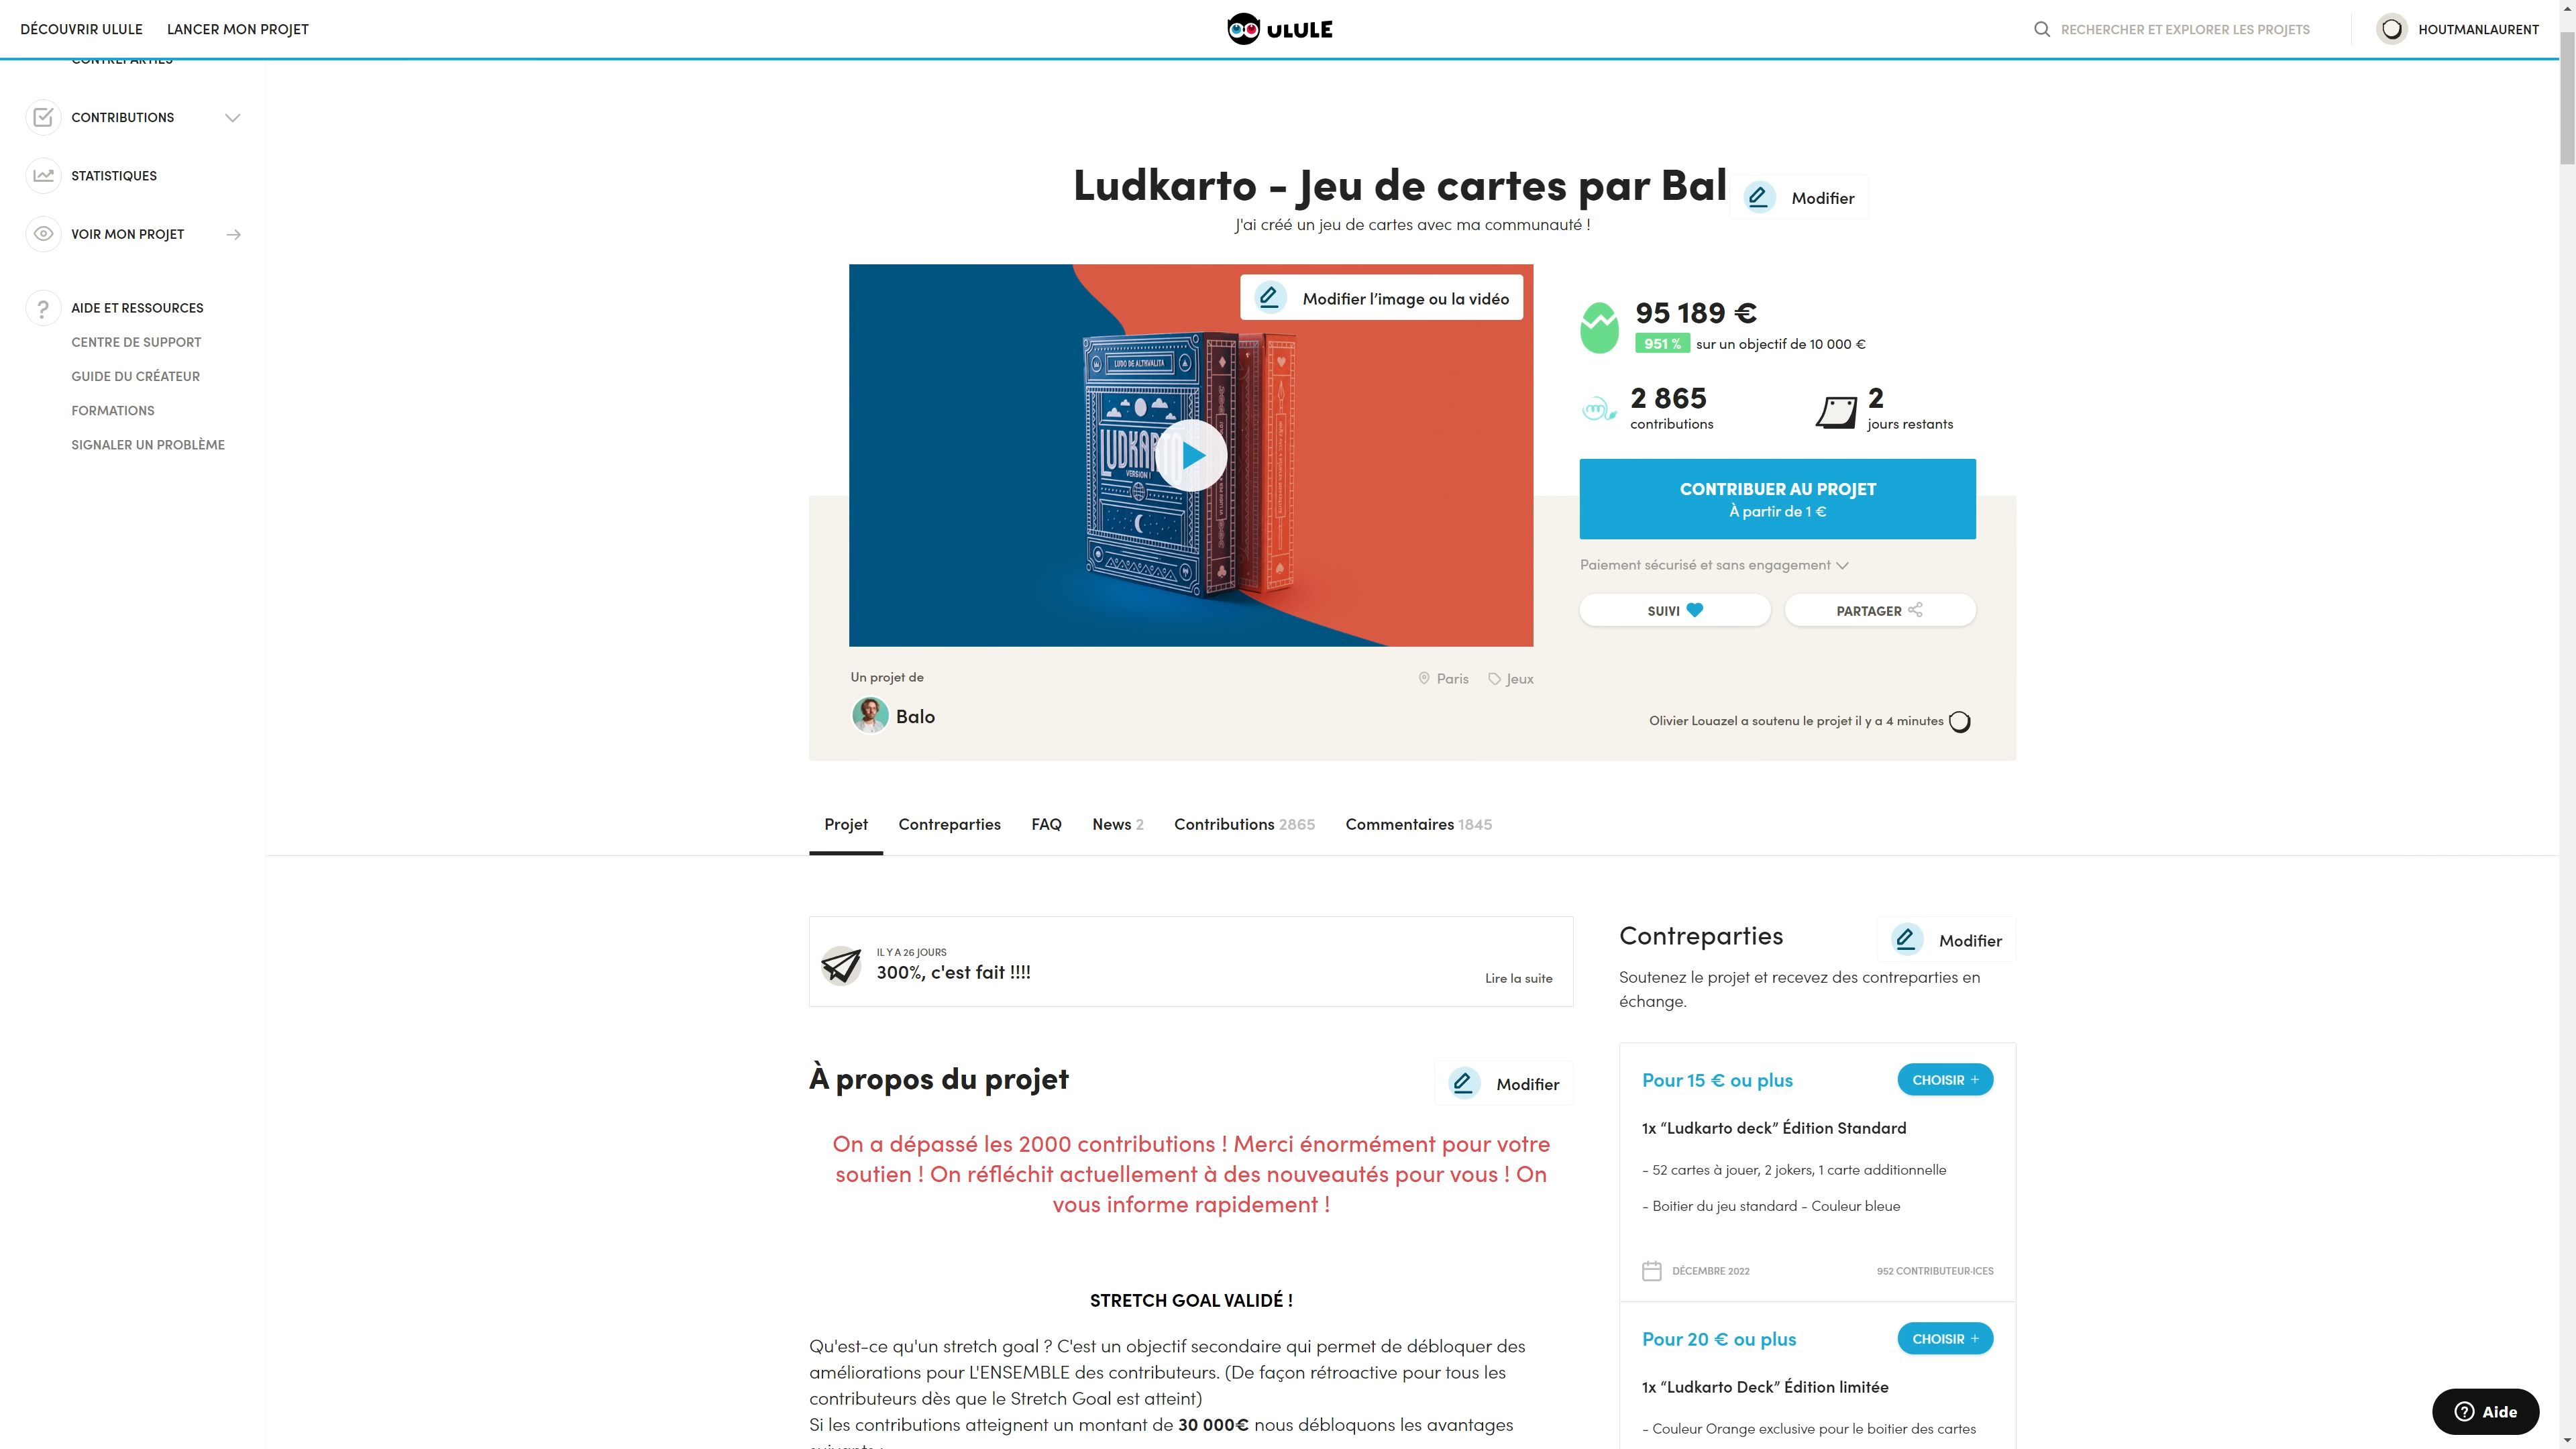 DÉCOUVRIR ULULE
LANCER MON PROJET
ULULE
RECHERCHER ET EXPLORER LES PROJETS
HOUTMANLAURENT
CONTREPARTIES
CONTRIBUTIONS
STATISTIQUES
VOIR MON PROJET
AIDE ET RESSOURCES
CENTRE DE SUPPORT
GUIDE DU CRÉATEUR
FORMATIONS
SIGNALER UN PROBLÈME
Ludkarto - Jeu de cartes par Bal
Modifier
J'ai créé un jeu de cartes avec ma communauté !
Modifier l’image ou la vidéo
LUDO DE ALTHVALITA
VERSION 1
95 189 €
951 % sur un objectif de 10 000 €
2 865
contributions
2
jours restants
CONTRIBUER AU PROJET
À partir de 1 €
Paiement sécurisé et sans engagement
SUIVI
PARTAGER
Un projet de
Balo
Paris
Jeux
Olivier Louazel a soutenu le projet il y a 4 minutes
Projet
Contreparties
FAQ
News 2
Contributions 2865
Commentaires 1845
IL Y A 26 JOURS
300%, c'est fait !!!!
Lire la suite
À propos du projet
Modifier
On a dépassé les 2000 contributions ! Merci énormément pour votre
soutien ! On réfléchit actuellement à des nouveautés pour vous ! On
vous informe rapidement !
STRETCH GOAL VALIDÉ !
Qu'est-ce qu'un stretch goal ? C'est un objectif secondaire qui permet de débloquer des
améliorations pour L'ENSEMBLE des contributeurs. (De façon rétroactive pour tous les
contributeurs dès que le Stretch Goal est atteint)
Si les contributions atteignent un montant de 30 000€ nous débloquons les avantages
Contreparties
Modifier
Soutenez le projet et recevez des contreparties en
échange.
Pour 15 € ou plus
CHOISIR +
1x “Ludkarto deck” Édition Standard
- 52 cartes à jouer, 2 jokers, 1 carte additionnelle
- Boitier du jeu standard - Couleur bleue
DÉCEMBRE 2022
952 CONTRIBUTEUR·ICES
Pour 20 € ou plus
CHOISIR +
1x “Ludkarto Deck” Édition limitée
- Couleur Orange exclusive pour le boitier des cartes
Aide